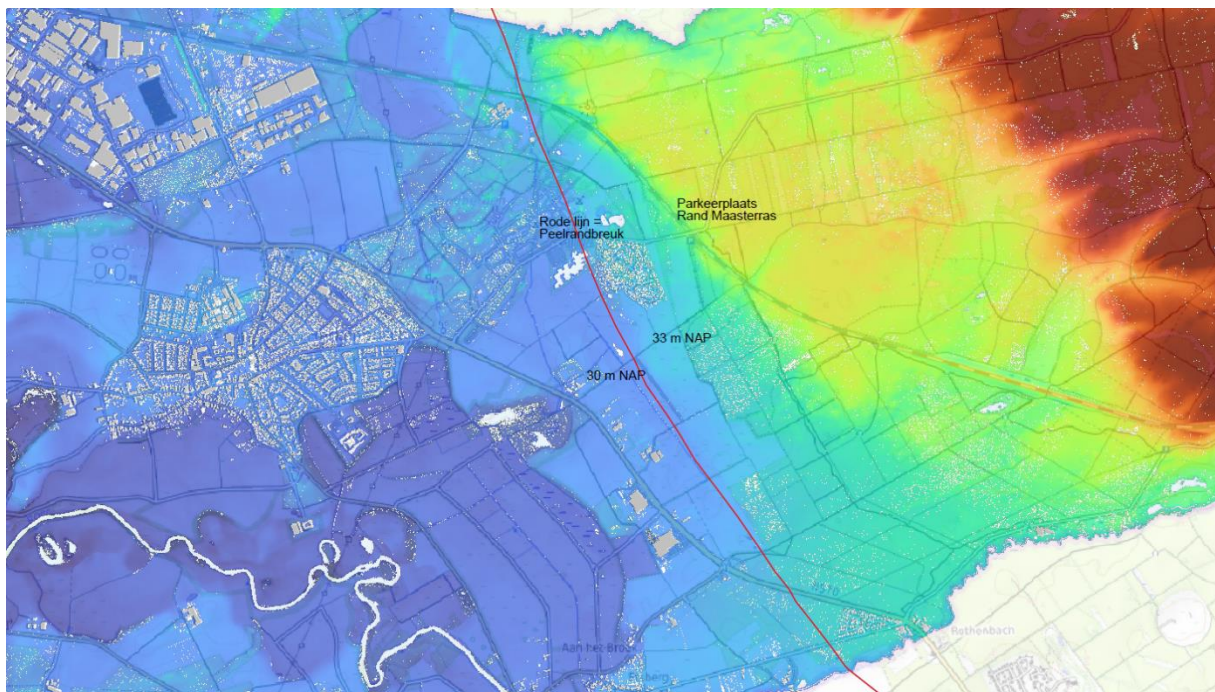 Parkeerplaats
Rand Maasterras
Rode lijn =
Peelrandbreuk
33 m NAP
30 m NAP
Rothenbach
Aan het Broek